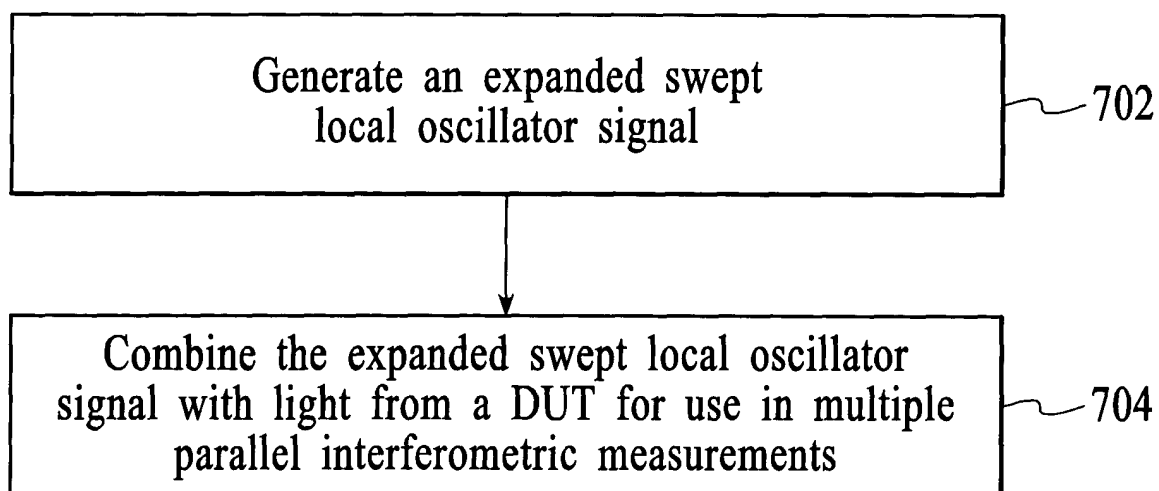 Generate an expanded swept
local oscillator signal
702
Combine the expanded swept local oscillator
signal with light from a DUT for use in multiple
parallel interferometric measurements
704